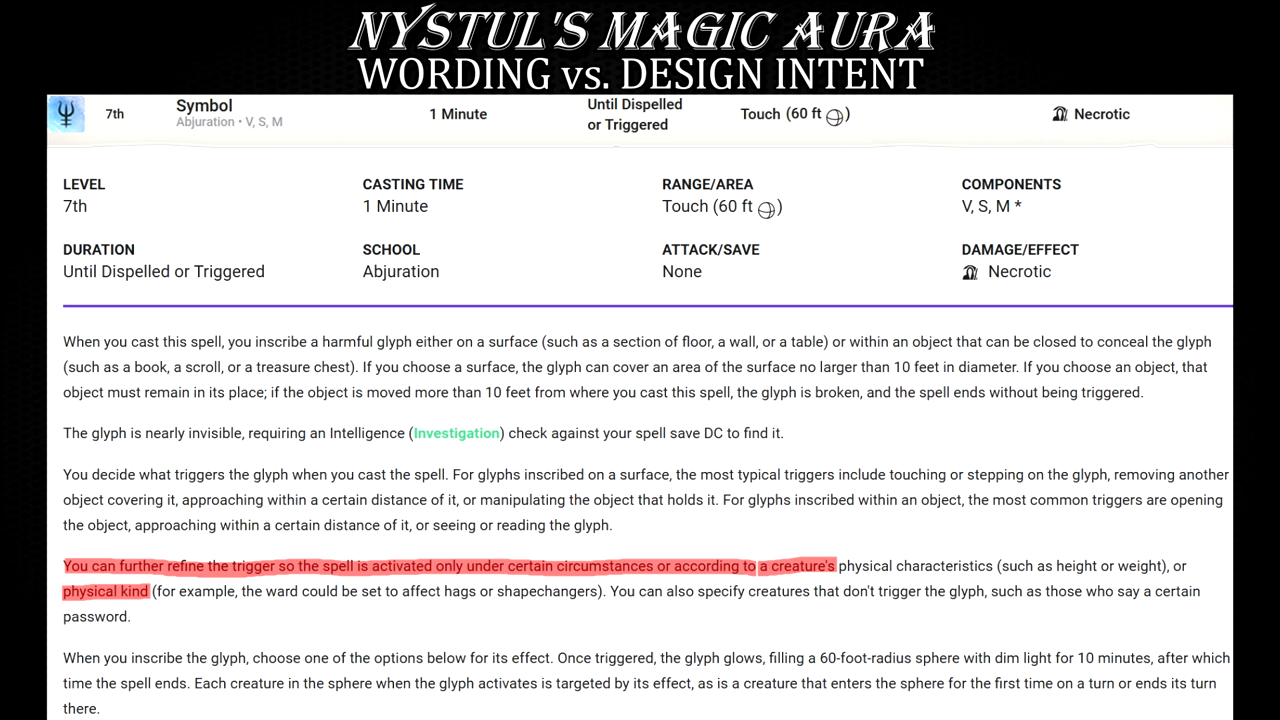 NYSTUL'S MAGIC AURA
WORDING vs. DESIGN INTENT
7th Symbol 1 Minute Until Dispelled Touch (60 ft ) Necrotic
Abjuration • V, S, M or Triggered
LEVEL CASTING TIME RANGE/AREA COMPONENTS
7th 1 Minute Touch (60 ft ) V, S, M *
DURATION SCHOOL ATTACK/SAVE DAMAGE/EFFECT
Until Dispelled or Triggered Abjuration None Necrotic
When you cast this spell, you inscribe a harmful glyph either on a surface (such as a section of floor, a wall, or a table) or within an object that can be closed to conceal the glyph
(such as a book, a scroll, or a treasure chest). If you choose a surface, the glyph can cover an area of the surface no larger than 10 feet in diameter. If you choose an object, that
object must remain in its place; if the object is moved more than 10 feet from where you cast this spell, the glyph is broken, and the spell ends without being triggered.
The glyph is nearly invisible, requiring an Intelligence (Investigation) check against your spell save DC to find it.
You decide what triggers the glyph when you cast the spell. For glyphs inscribed on a surface, the most typical triggers include touching or stepping on the glyph, removing another
object covering it, approaching within a certain distance of it, or manipulating the object that holds it. For glyphs inscribed within an object, the most common triggers are opening
the object, approaching within a certain distance of it, or seeing or reading the glyph.
You can further refine the trigger so the spell is activated only under certain circumstances or according to a creature's physical characteristics (such as height or weight), or
physical kind (for example, the ward could be set to affect hags or shapechangers). You can also specify creatures that don't trigger the glyph, such as those who say a certain
password.
When you inscribe the glyph, choose one of the options below for its effect. Once triggered, the glyph glows, filling a 60-foot-radius sphere with dim light for 10 minutes, after which
time the spell ends. Each creature in the sphere when the glyph activates is targeted by its effect, as is a creature that enters the sphere for the first time on a turn or ends its turn
there.